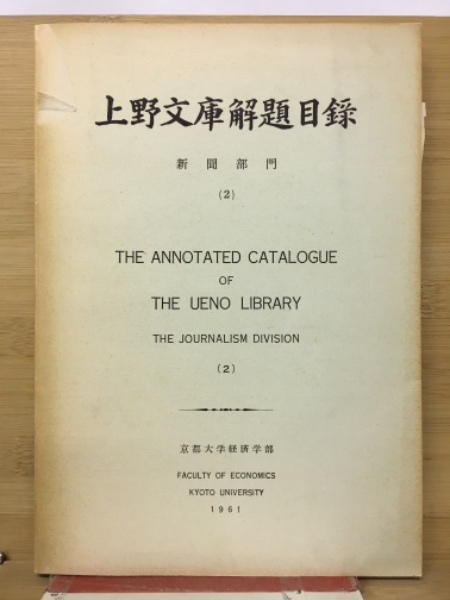 上野文庫解題目録
新聞部門
(2)
THE ANNOTATED CATALOGUE
OF
THE UENO LIBRARY
THE JOURNALISM DIVISION
(2)
京都大学経済学部
FACULTY OF ECONOMICS
KYOTO UNIVERSITY
1961